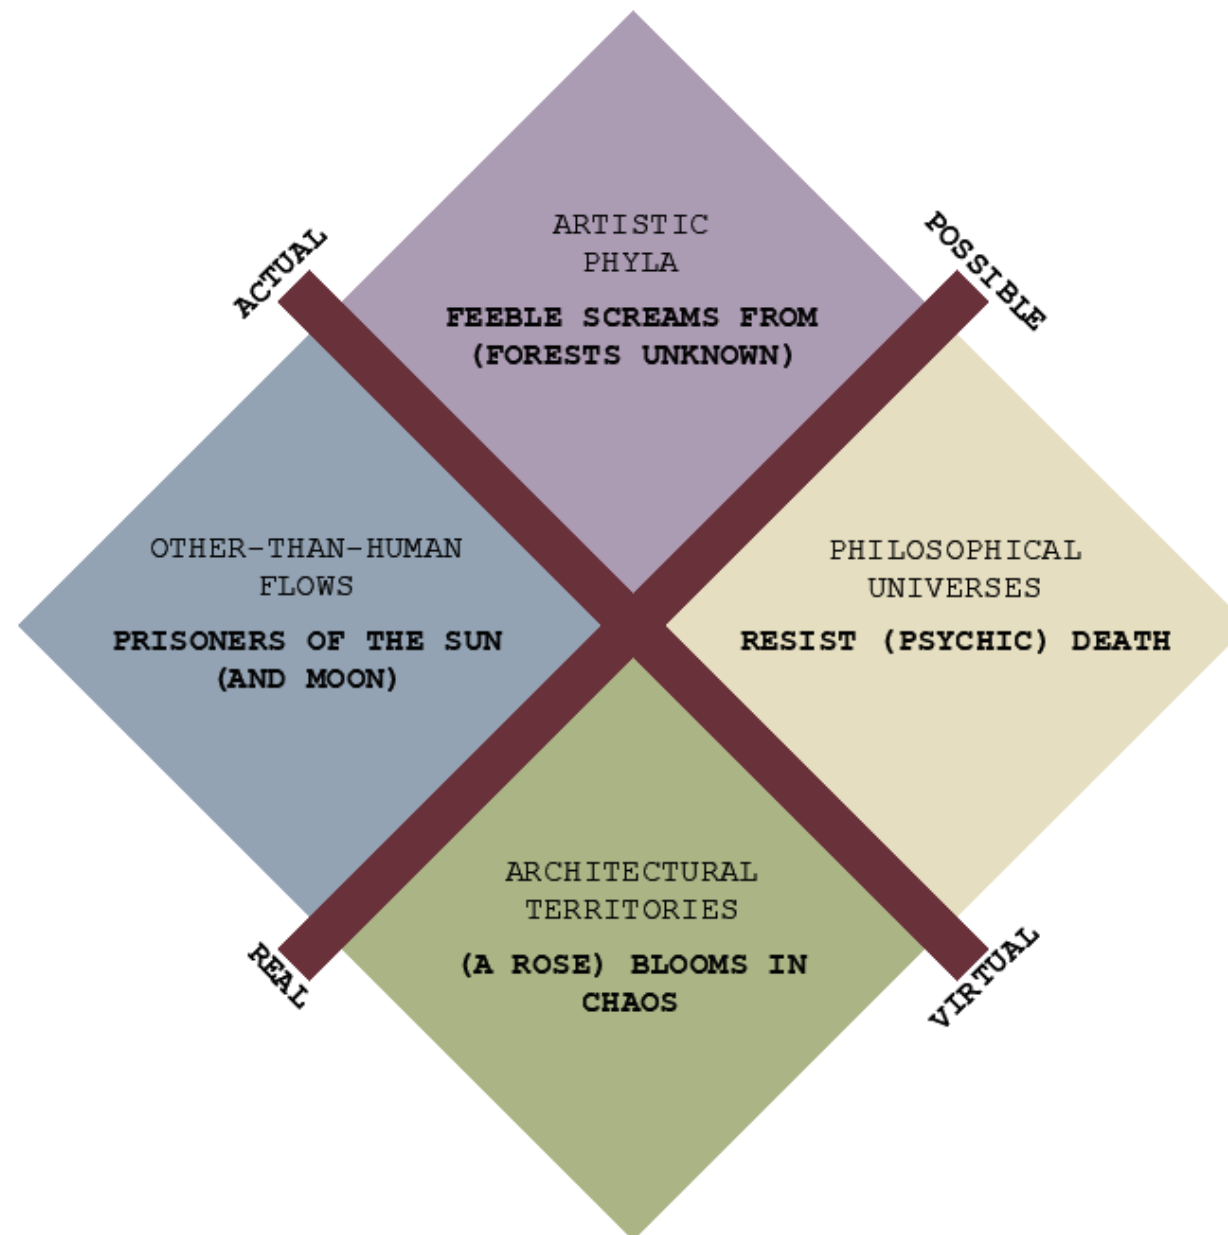 ACTUAL
POSSIBLE
ARTISTIC
PHYLA
FEEBLE SCREAMS FROM
(FORESTS UNKNOWN)
OTHER-THAN-HUMAN
FLOWS
PRISONERS OF THE SUN
(AND MOON)
PHILOSOPHICAL
UNIVERSES
RESIST (PSYCHIC) DEATH
ARCHITECTURAL
TERRITORIES
(A ROSE) BLOOMS IN
CHAOS
REAL
VIRTUAL